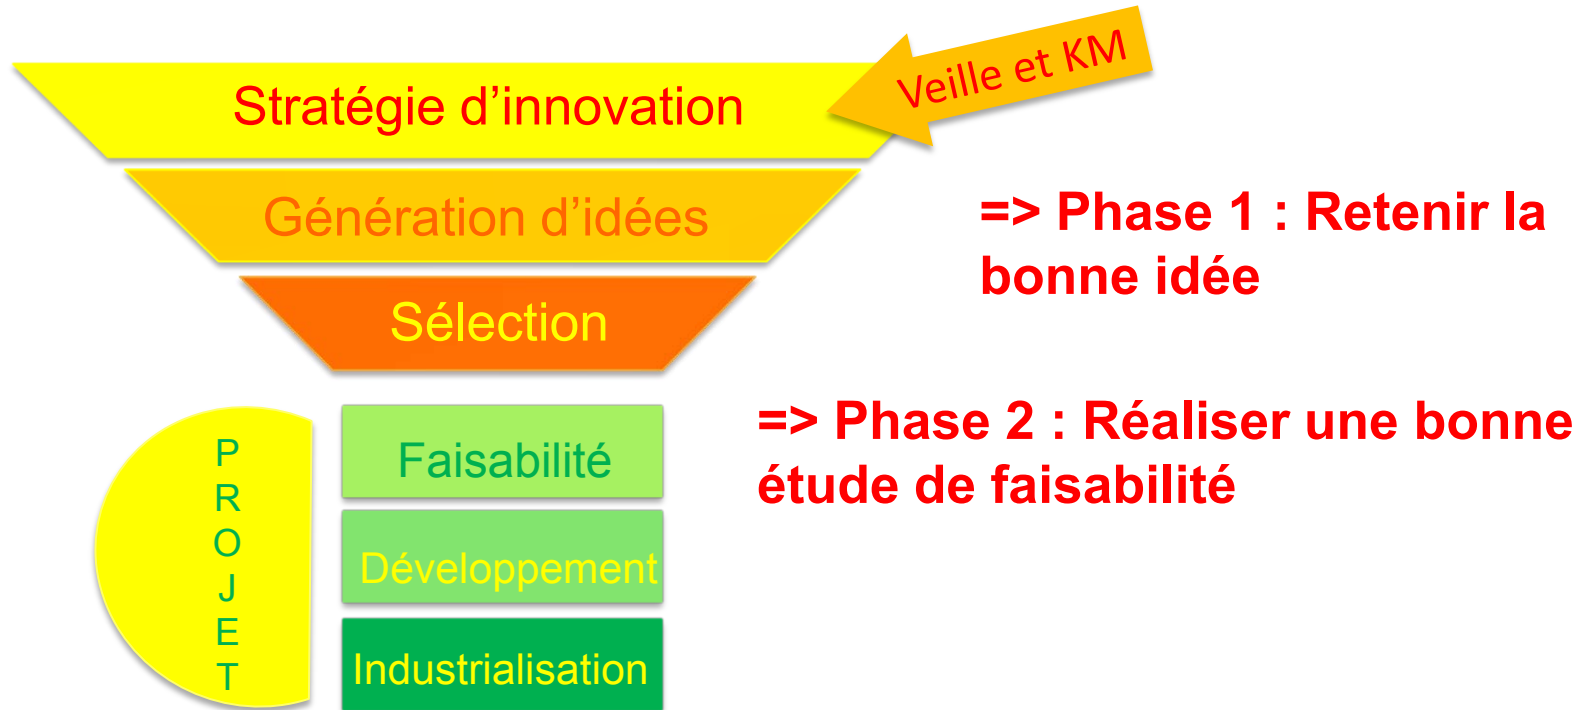 Veille et KM
Stratégie d’innovation
Génération d’idées
Sélection
=> Phase 1 : Retenir la
bonne idée
=> Phase 2 : Réaliser une bonne
étude de faisabilité
P
R
O
J
E
T
Faisabilité
Développement
Industrialisation